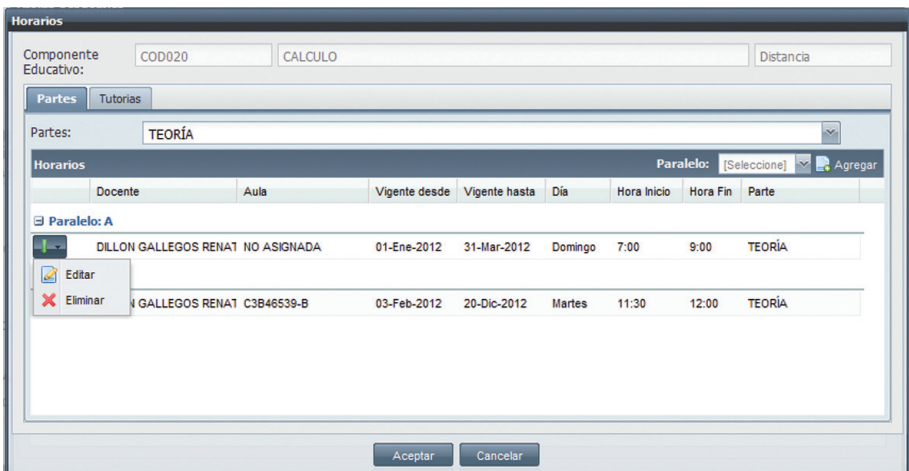 Horarios
Componente Educativo: COD020 CALCULO Distancia
Partes Tutorias
Partes: TEORÍA
Horarios Paralelo: [Seleccione] Agregar
Docente Aula Vigente desde Vigente hasta Día Hora Inicio Hora Fin Parte
Paralelo: A
DILLON GALLEGOS RENAT NO ASIGNADA 01-Ene-2012 31-Mar-2012 Domingo 7:00 9:00 TEORÍA
Editar
Eliminar
GALLEGOS RENAT C3B46539-B 03-Feb-2012 20-Dic-2012 Martes 11:30 12:00 TEORÍA
Aceptar Cancelar